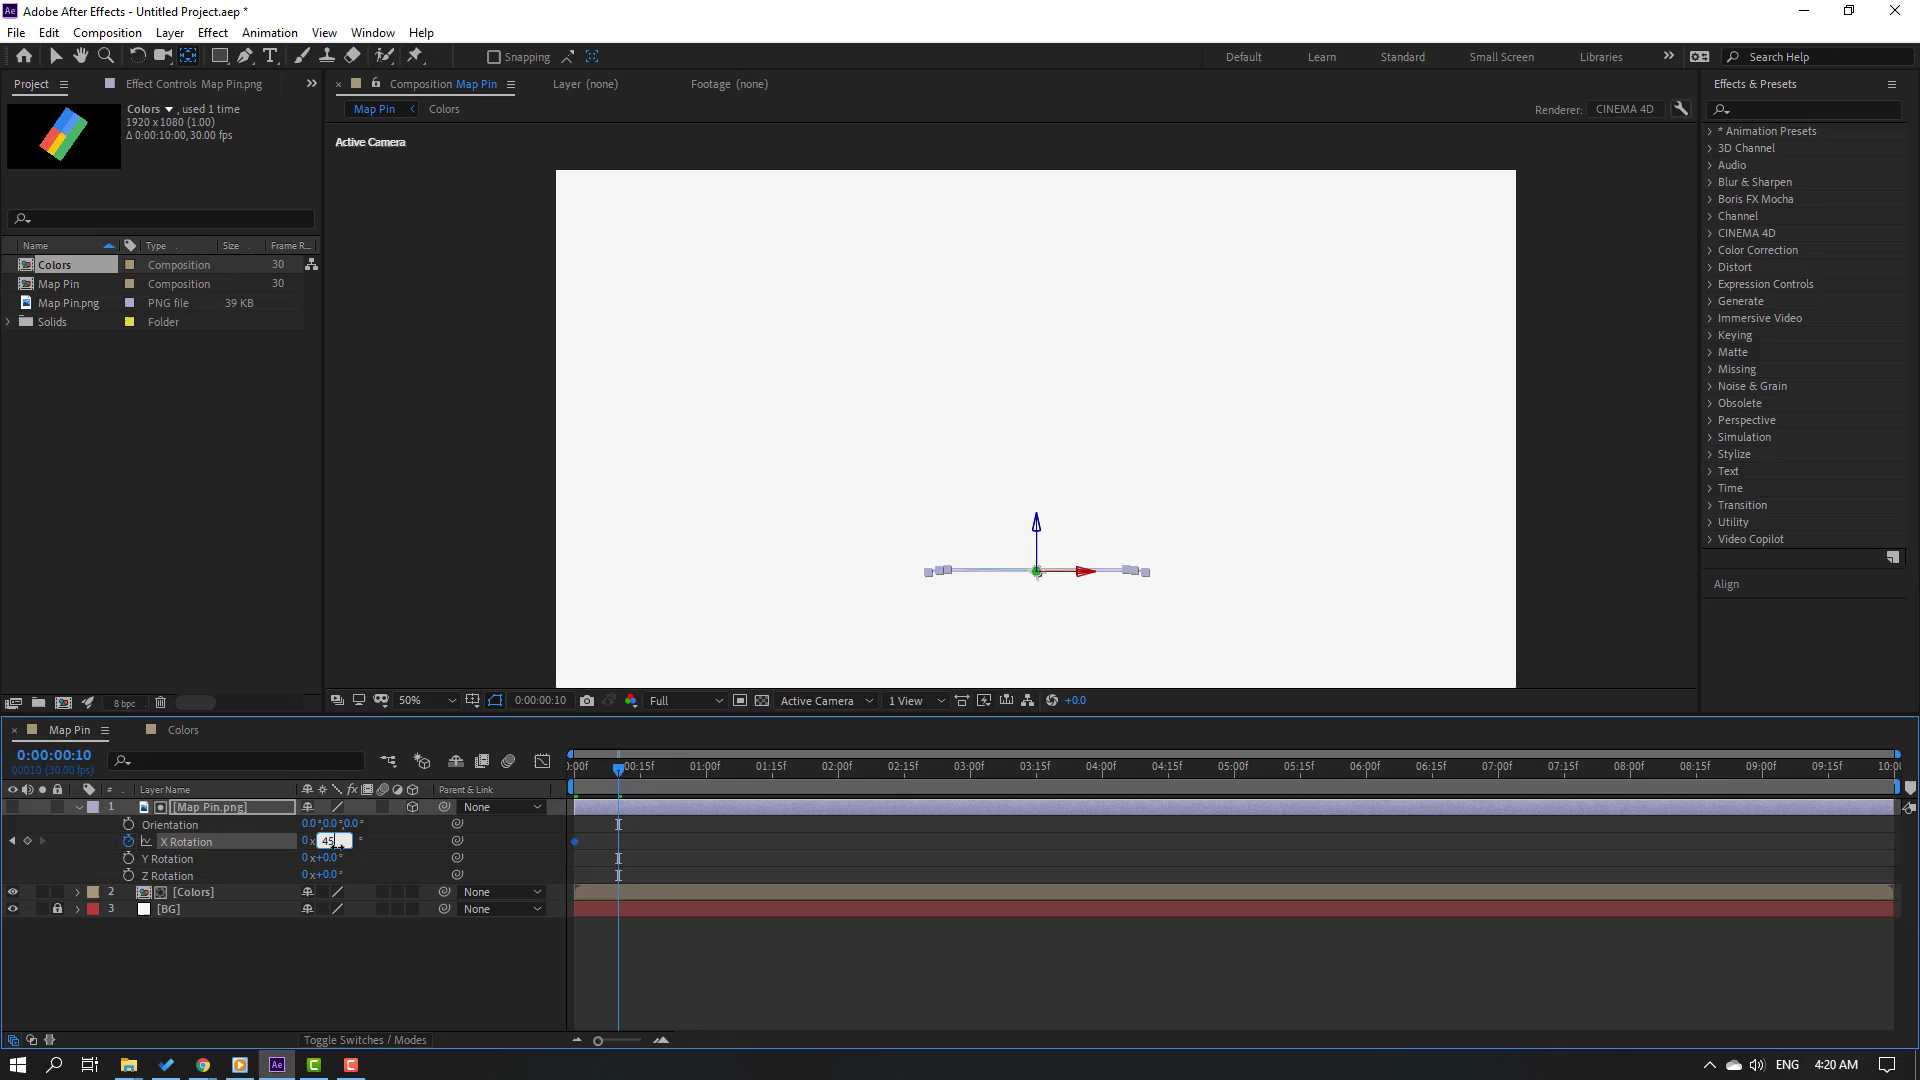 Adobe After Effects - Untitled Project.aep *
File Edit Composition Layer Effect Animation View Window Help
Snapping
Default Learn Standard Small Screen Libraries
Search Help
Project
Effect Controls Map Pin.png
Colors , used 1 time
1920 x 1080 (1.00)
Δ 0:00:10:00, 30.00 fps
Name Type Size Frame R...
Colors Composition 30
Map Pin Composition 30
Map Pin.png PNG file 39 KB
Solids Folder
8 bpc
Composition Map Pin
Layer (none)
Footage (none)
Map Pin Colors
Renderer: CINEMA 4D
Active Camera
50% 0:00:00:10 Full Active Camera 1 View +0.0
Effects & Presets
* Animation Presets
3D Channel
Audio
Blur & Sharpen
Boris FX Mocha
Channel
CINEMA 4D
Color Correction
Distort
Expression Controls
Generate
Immersive Video
Keying
Matte
Missing
Noise & Grain
Obsolete
Perspective
Simulation
Stylize
Text
Time
Transition
Utility
Video Copilot
Align
Map Pin Colors
0:00:00:10
00010 (30.00 fps)
# Layer Name Parent & Link
:00f 00:15f 01:00f 01:15f 02:00f 02:15f 03:00f 03:15f 04:00f 04:15f 05:00f 05:15f 06:00f 06:15f 07:00f 07:15f 08:00f 08:15f 09:00f 09:15f 10:0
1 [Map Pin.png] None
Orientation 0.0°,0.0°,0.0°
X Rotation 0 x 45 °
Y Rotation 0 x +0.0°
Z Rotation 0 x +0.0°
2 [Colors] None
3 [BG] None
Toggle Switches / Modes
ENG 4:20 AM